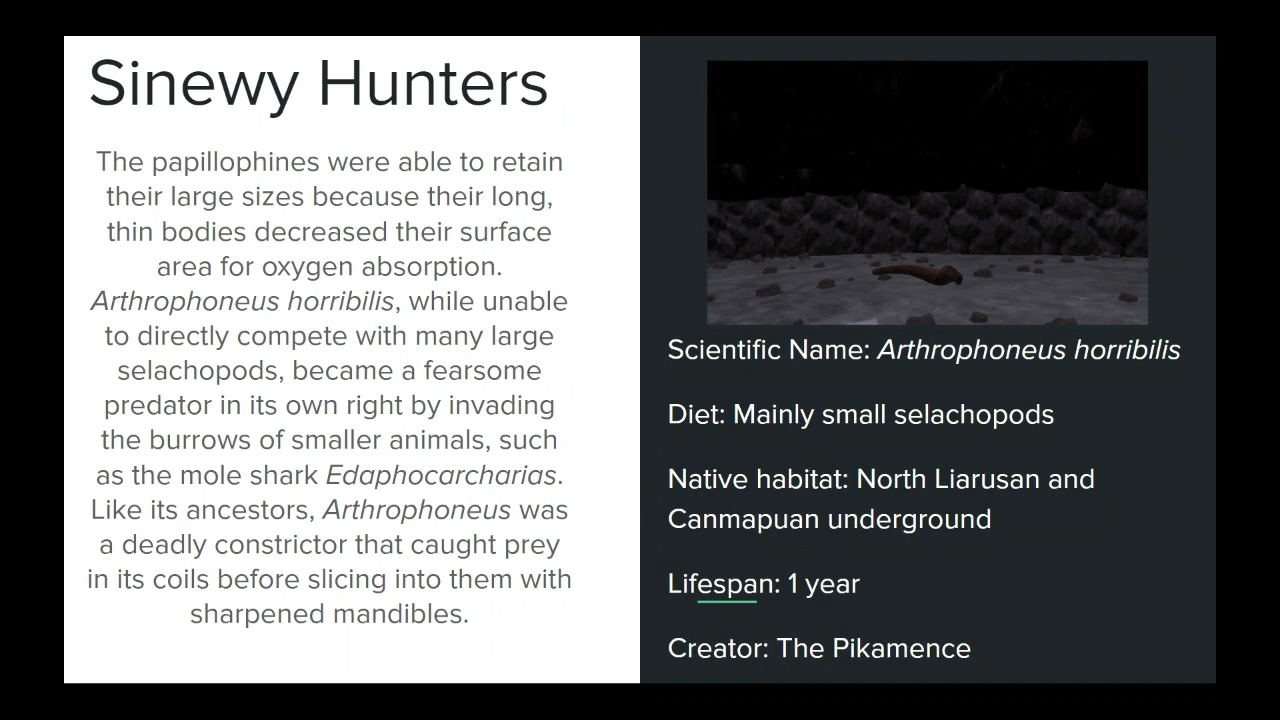 Sinewy Hunters
The papillophines were able to retain
their large sizes because their long,
thin bodies decreased their surface
area for oxygen absorption.
Arthrophoneus horribilis, while unable
to directly compete with many large
selachopods, became a fearsome
predator in its own right by invading
the burrows of smaller animals, such
as the mole shark Edaphocarcharias.
Like its ancestors, Arthrophoneus was
a deadly constrictor that caught prey
in its coils before slicing into them with
sharpened mandibles.
Scientific Name: Arthrophoneus horribilis
Diet: Mainly small selachopods
Native habitat: North Liarusan and
Canmapuan underground
Lifespan: 1 year
Creator: The Pikamence